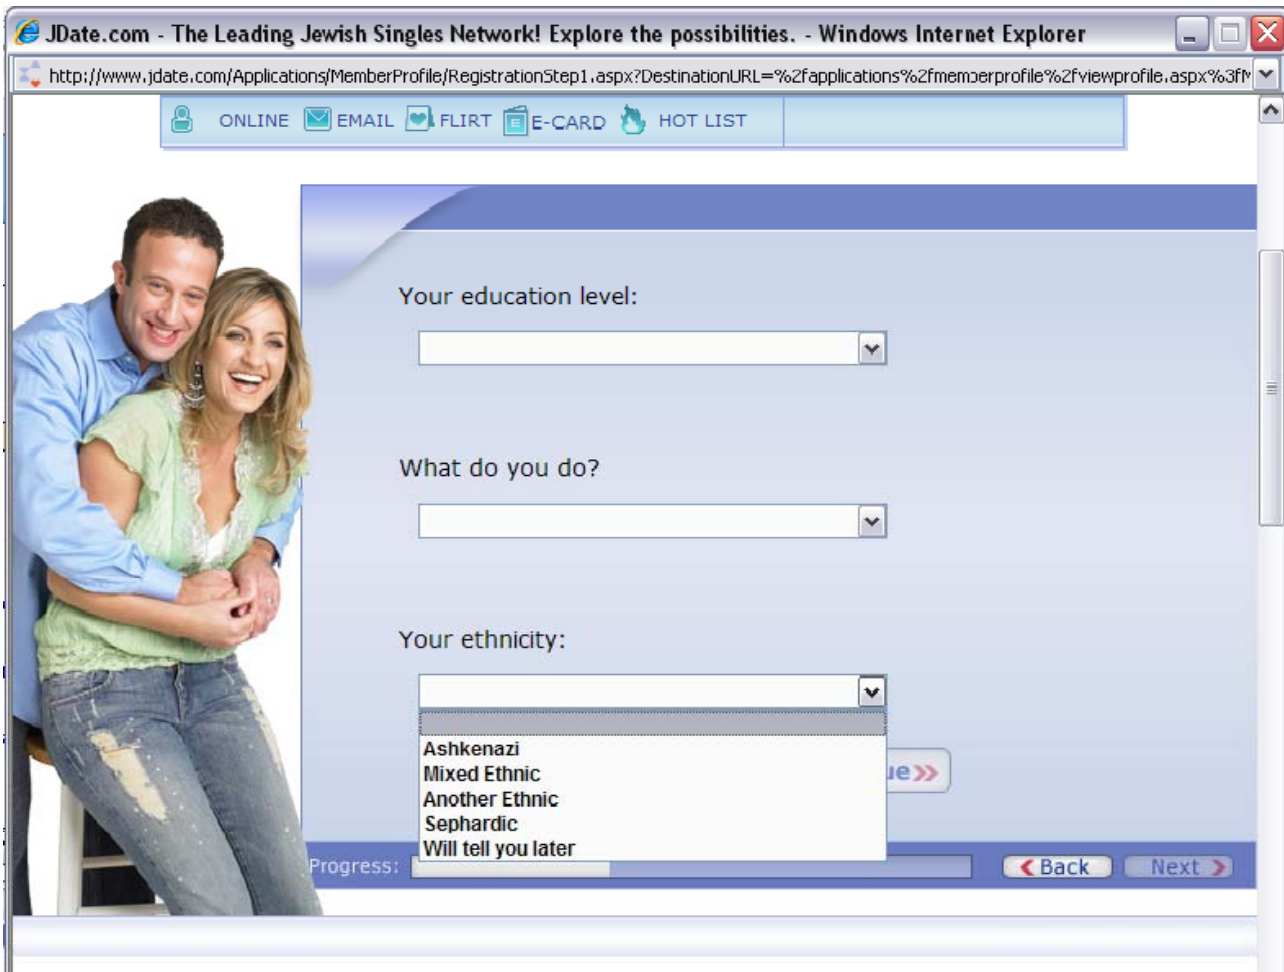 JDate.com - The Leading Jewish Singles Network! Explore the possibilities. - Windows Internet Explorer
http://www.jdate.com/Applications/MemberProfile/RegistrationStep1.aspx?DestinationURL=%2fapplications%2fmemberprofile%2fviewprofile.aspx%3f
ONLINE EMAIL FLIRT E-CARD HOT LIST
Your education level:
What do you do?
Your ethnicity:
Ashkenazi
Mixed Ethnic
Another Ethnic
Sephardic
Will tell you later
ue
Progress: Back Next